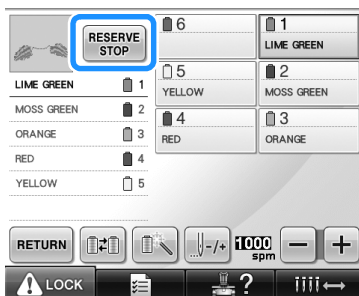 RESERVE
STOP
6
1
LIME GREEN
5
YELLOW
2
MOSS GREEN
4
RED
3
ORANGE
LIME GREEN 1
MOSS GREEN 2
ORANGE 3
RED 4
YELLOW 5
RETURN
-/+
1000
spm
LOCK
?